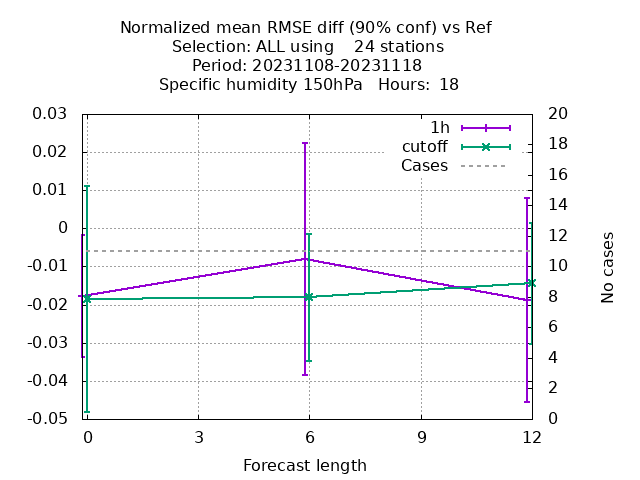 Normalized mean RMSE diff (90% conf) vs Ref
Selection: ALL using    24 stations
Period: 20231108-20231118
Specific humidity 150hPa   Hours:  18
0.03
0.02
0.01
0
-0.01
-0.02
-0.03
-0.04
-0.05
20
18
16
14
12
10
8
6
4
2
0
1h
cutoff
Cases
No cases
0 3 6 9 12
Forecast length